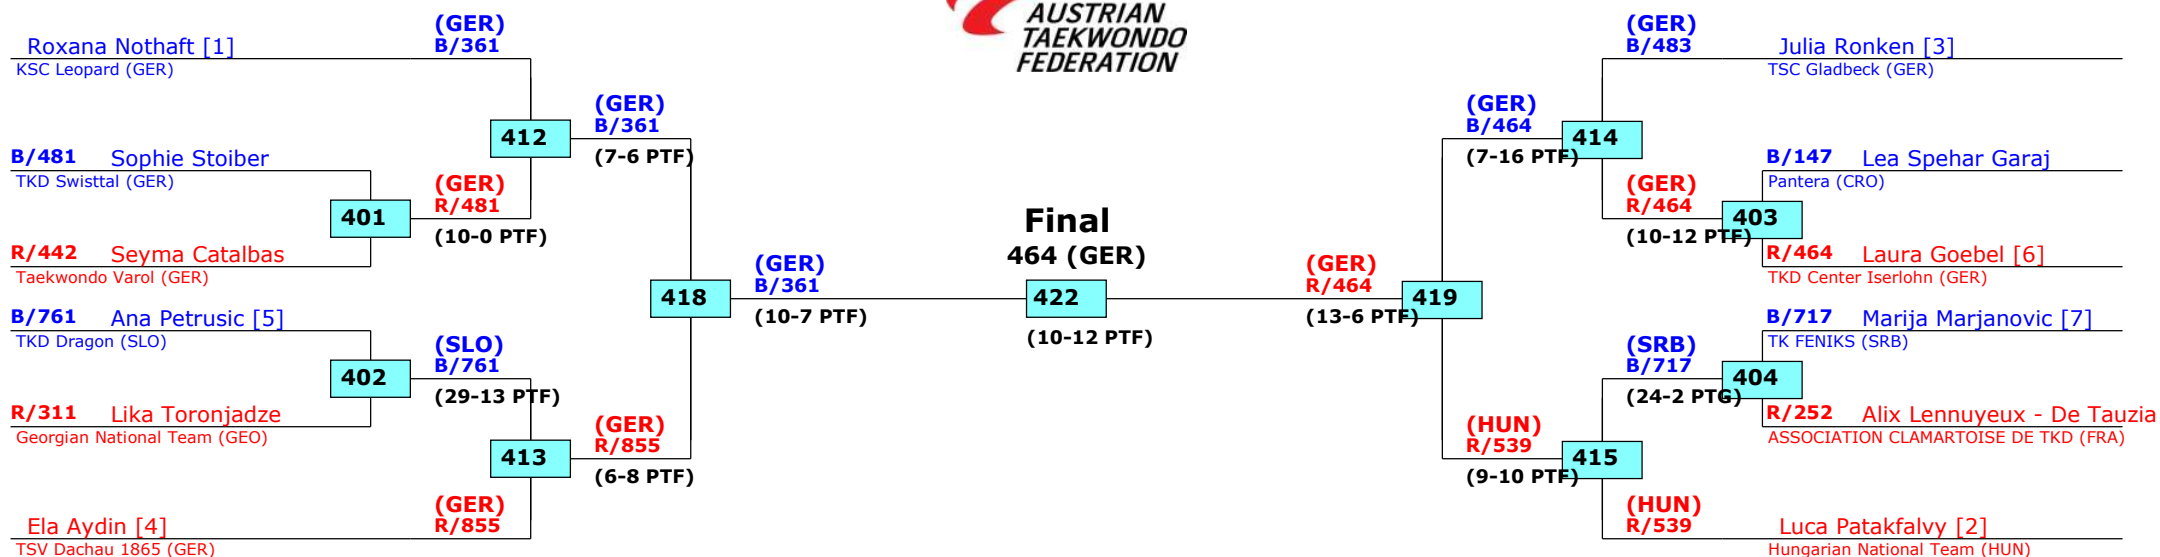 AUSTRIAN
TAEKWONDO
FEDERATION
Roxana Nothaft [1]
KSC Leopard (GER)
(GER)
B/361
B/481 Sophie Stoiber
TKD Swisttal (GER)
401
(GER)
R/481
(10-0 PTF)
R/442 Seyma Catalbas
Taekwondo Varol (GER)
412
(GER)
B/361
(7-6 PTF)
B/761 Ana Petrusic [5]
TKD Dragon (SLO)
402
(SLO)
B/761
(29-13 PTF)
R/311 Lika Toronjadze
Georgian National Team (GEO)
413
(GER)
R/855
(6-8 PTF)
Ela Aydin [4]
TSV Dachau 1865 (GER)
(GER)
R/855
418
(GER)
B/361
(10-7 PTF)
Final
464 (GER)
422
(10-12 PTF)
(GER)
R/464
(13-6 PTF)
419
(GER)
B/464
(7-16 PTF)
414
(GER)
B/483
Julia Ronken [3]
TSC Gladbeck (GER)
B/147 Lea Spehar Garaj
Pantera (CRO)
(GER)
R/464
(10-12 PTF)
403
R/464 Laura Goebel [6]
TKD Center Iserlohn (GER)
B/717 Marija Marjanovic [7]
TK FENIKS (SRB)
(SRB)
B/717
(24-2 PTG)
404
R/252 Alix Lennuyeux - De Tauzia
ASSOCIATION CLAMARTOISE DE TKD (FRA)
(HUN)
R/539
(9-10 PTF)
415
(HUN)
R/539
Luca Patakfalvy [2]
Hungarian National Team (HUN)